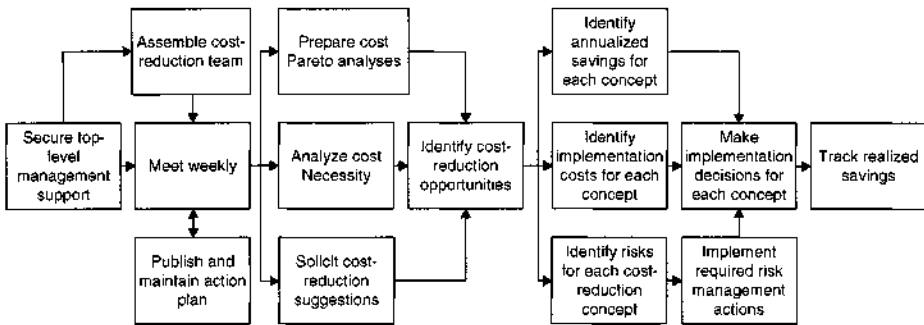 Assemble cost-
reduction team
Prepare cost
Pareto analyses
Identify
annualized
savings for
each concept
Secure top-
level
management
support
Meet weekly
Analyze cost
Necessity
Identify cost-
reduction
opportunities
Identify
implementation
costs for each
concept
Make
implementation
decisions for
each concept
Track realized
savings
Publish and
maintain action
plan
Solicit cost-
reduction
suggestions
Identify risks
for each cost-
reduction
concept
Implement
required risk
management
actions